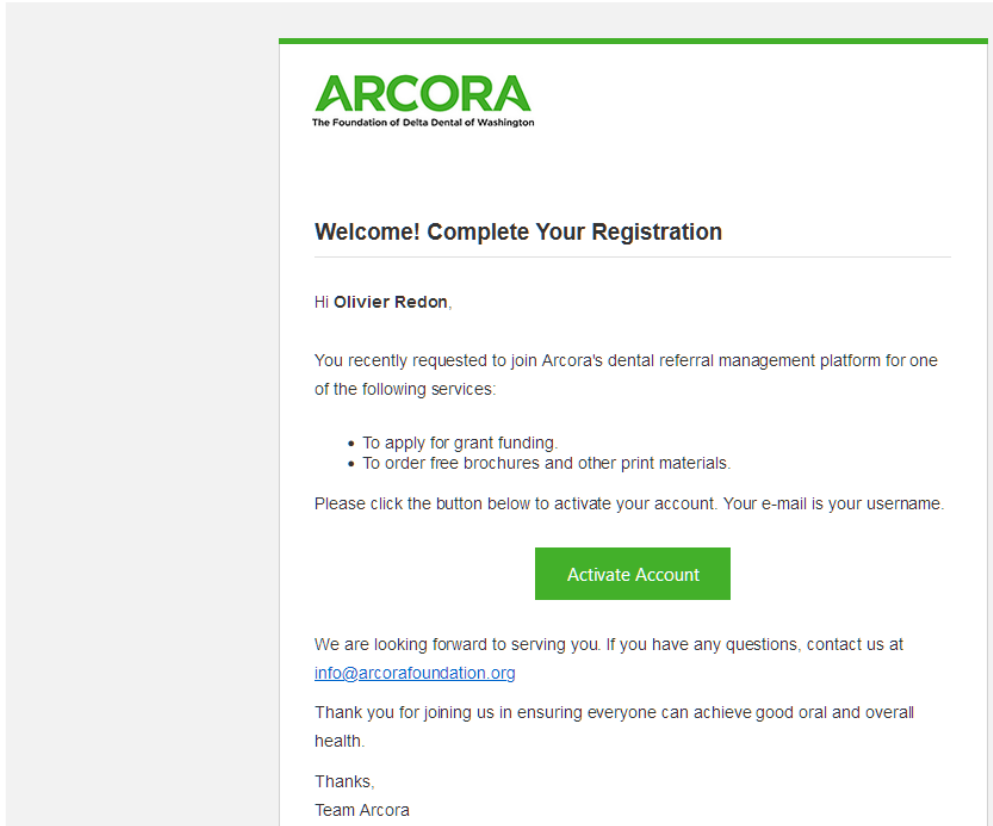 ARCORA
The Foundation of Delta Dental of Washington
Welcome! Complete Your Registration
Hi Olivier Redon,
You recently requested to join Arcora's dental referral management platform for one
of the following services:
• To apply for grant funding.
• To order free brochures and other print materials.
Please click the button below to activate your account. Your e-mail is your username.
Activate Account
We are looking forward to serving you. If you have any questions, contact us at
info@arcorafoundation.org
Thank you for joining us in ensuring everyone can achieve good oral and overall
health.
Thanks,
Team Arcora